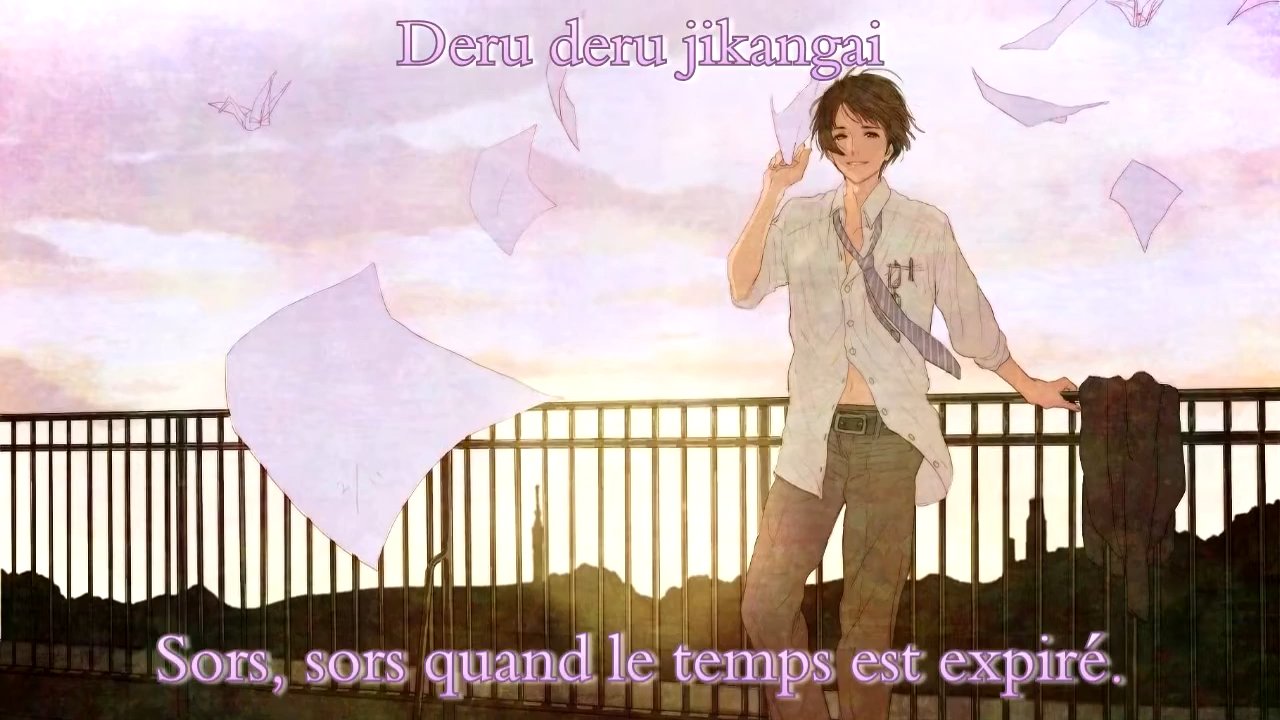 Deru deru jikangai
Sors, sors quand le temps est expiré.